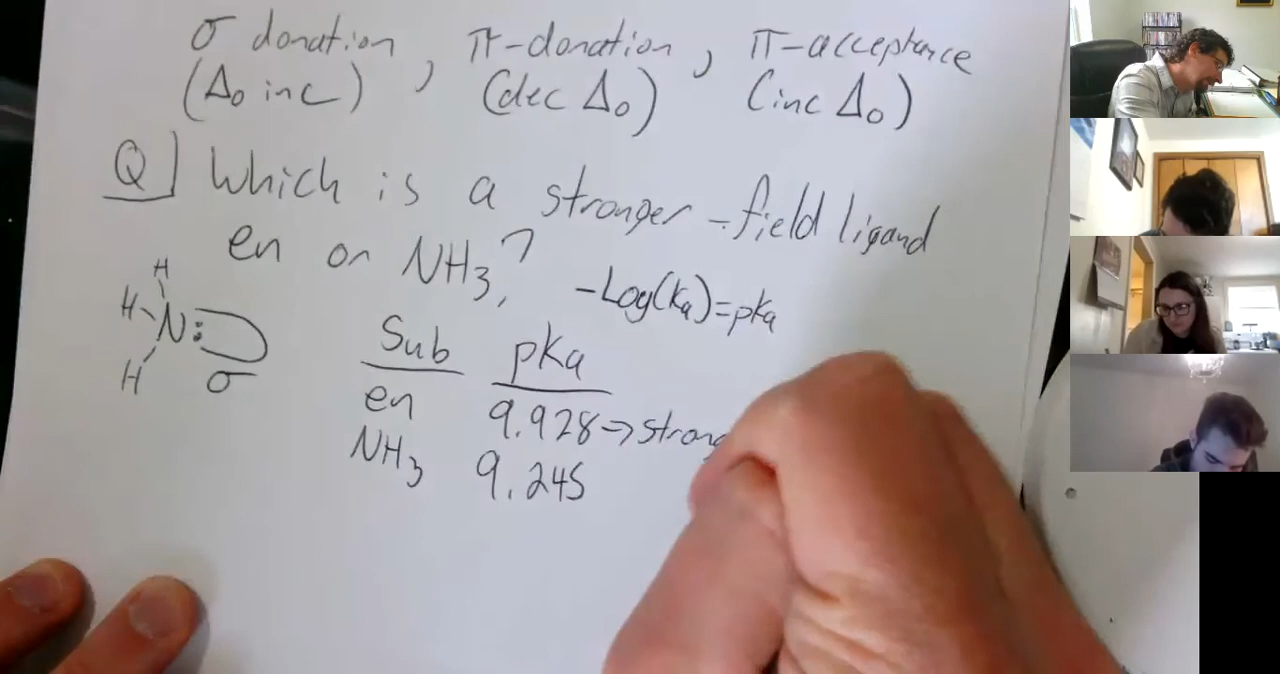 σ donation, π-donation, π-acceptance
(Δo inc) (dec Δo) (inc Δo)
Q] Which is a stronger-field ligand
en or NH3?
-Log(Ka)=pKa
H
H N:
H σ
Sub pKa
en 9.928→
NH3 9.245